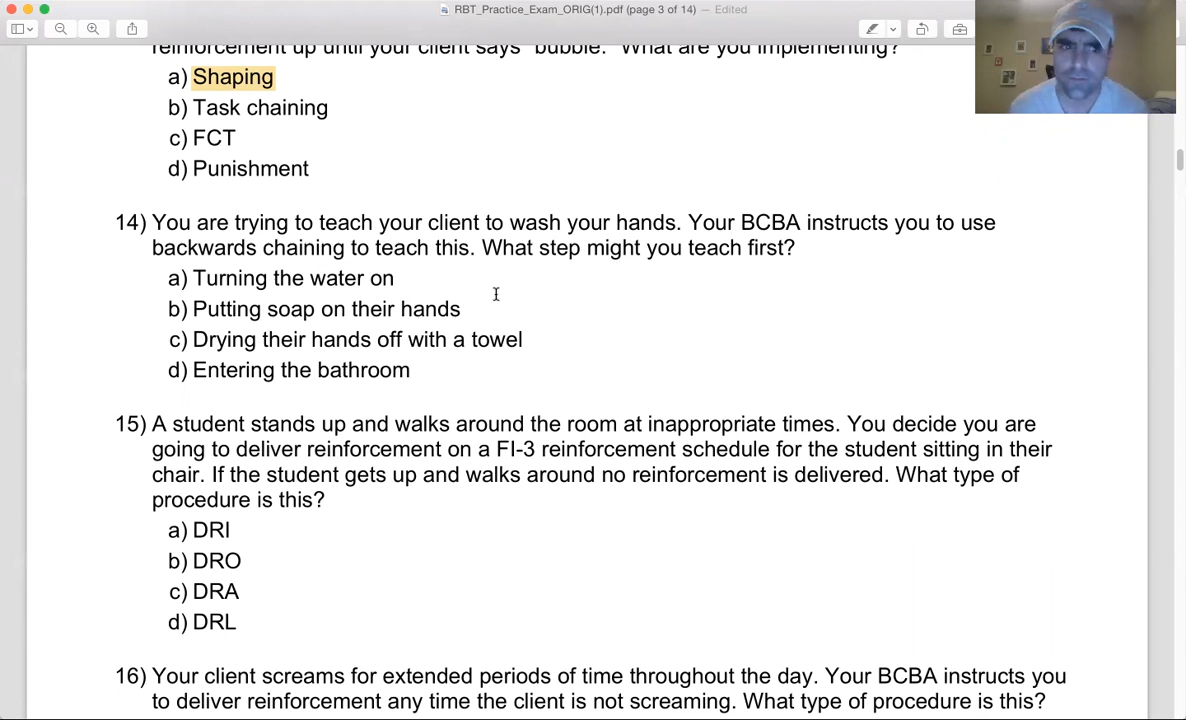 RBT_Practice_Exam_ORIG(1).pdf (page 3 of 14) — Edited
reinforcement up until your client says "bubble." What are you implementing?
a) Shaping
b) Task chaining
c) FCT
d) Punishment
14) You are trying to teach your client to wash your hands. Your BCBA instructs you to use
backwards chaining to teach this. What step might you teach first?
a) Turning the water on
b) Putting soap on their hands
c) Drying their hands off with a towel
d) Entering the bathroom
15) A student stands up and walks around the room at inappropriate times. You decide you are
going to deliver reinforcement on a FI-3 reinforcement schedule for the student sitting in their
chair. If the student gets up and walks around no reinforcement is delivered. What type of
procedure is this?
a) DRI
b) DRO
c) DRA
d) DRL
16) Your client screams for extended periods of time throughout the day. Your BCBA instructs you
to deliver reinforcement any time the client is not screaming. What type of procedure is this?